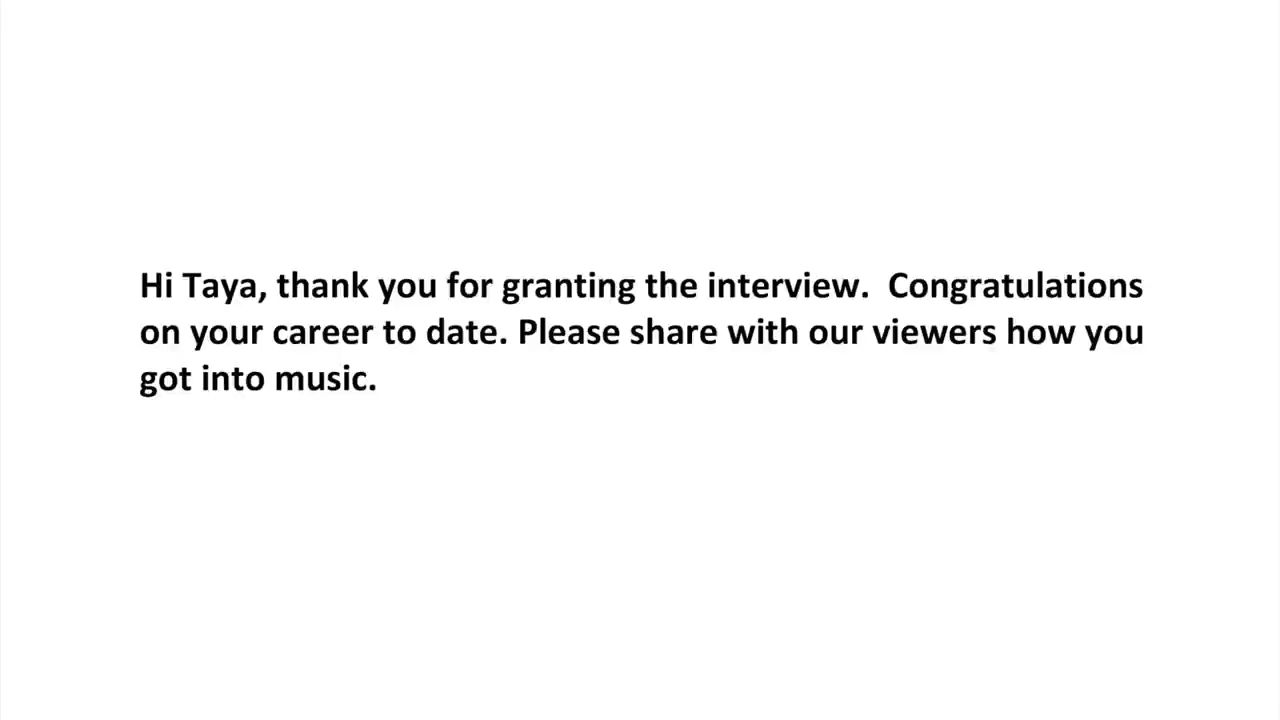 Hi Taya, thank you for granting the interview.  Congratulations
on your career to date. Please share with our viewers how you
got into music.